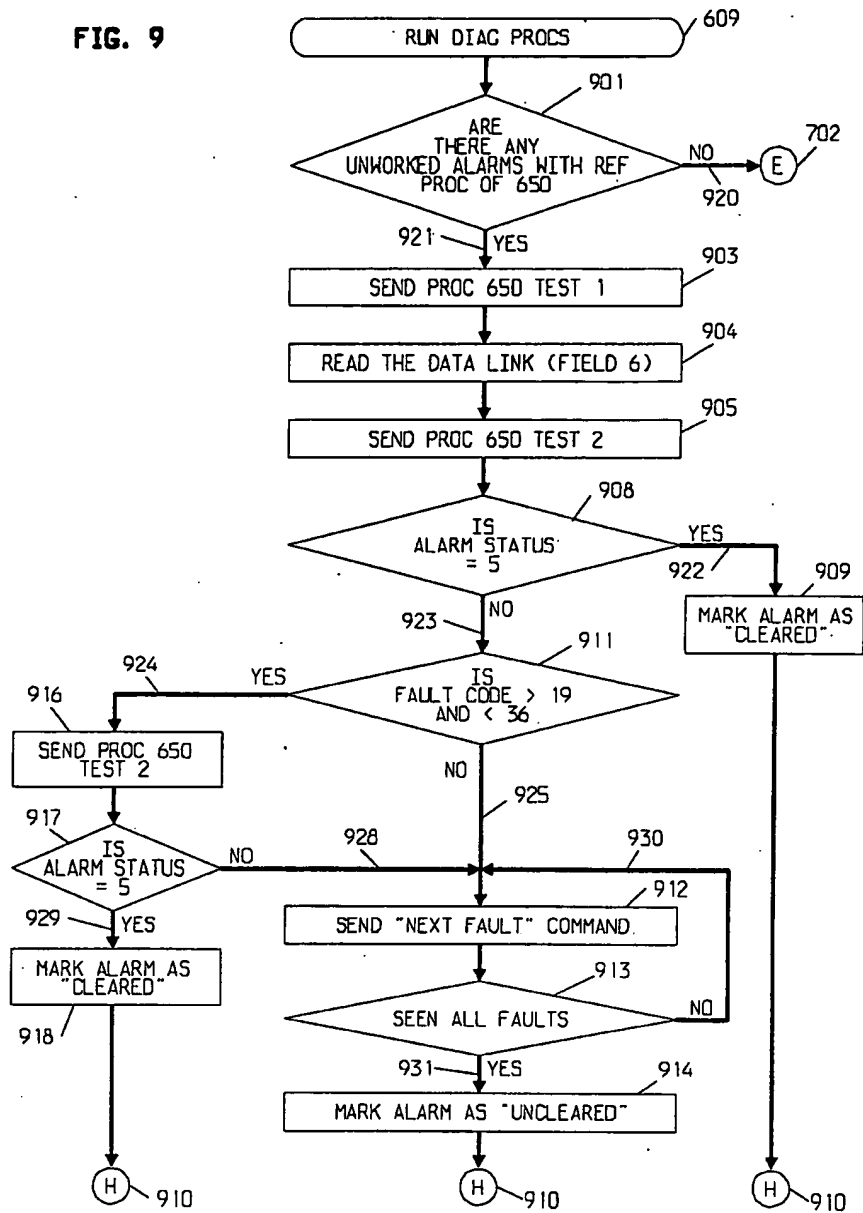 FIG. 9
RUN DIAG PROCS
609
901
ARE
THERE ANY
UNWORKED ALARMS WITH REF
PROC OF 650
NO
920
E
702
921
YES
903
SEND PROC 650 TEST 1
904
READ THE DATA LINK (FIELD 6)
905
SEND PROC 650 TEST 2
908
IS
ALARM STATUS
= 5
YES
922
909
MARK ALARM AS
"CLEARED"
923
NO
911
IS
FAULT CODE > 19
AND < 36
YES
924
916
SEND PROC 650
TEST 2
NO
925
917
IS
ALARM STATUS
= 5
NO
928
930
912
SEND "NEXT FAULT" COMMAND
929
YES
MARK ALARM AS
"CLEARED"
918
913
SEEN ALL FAULTS
NO
931
YES
914
MARK ALARM AS "UNCLEARED"
H
910
H
910
H
910